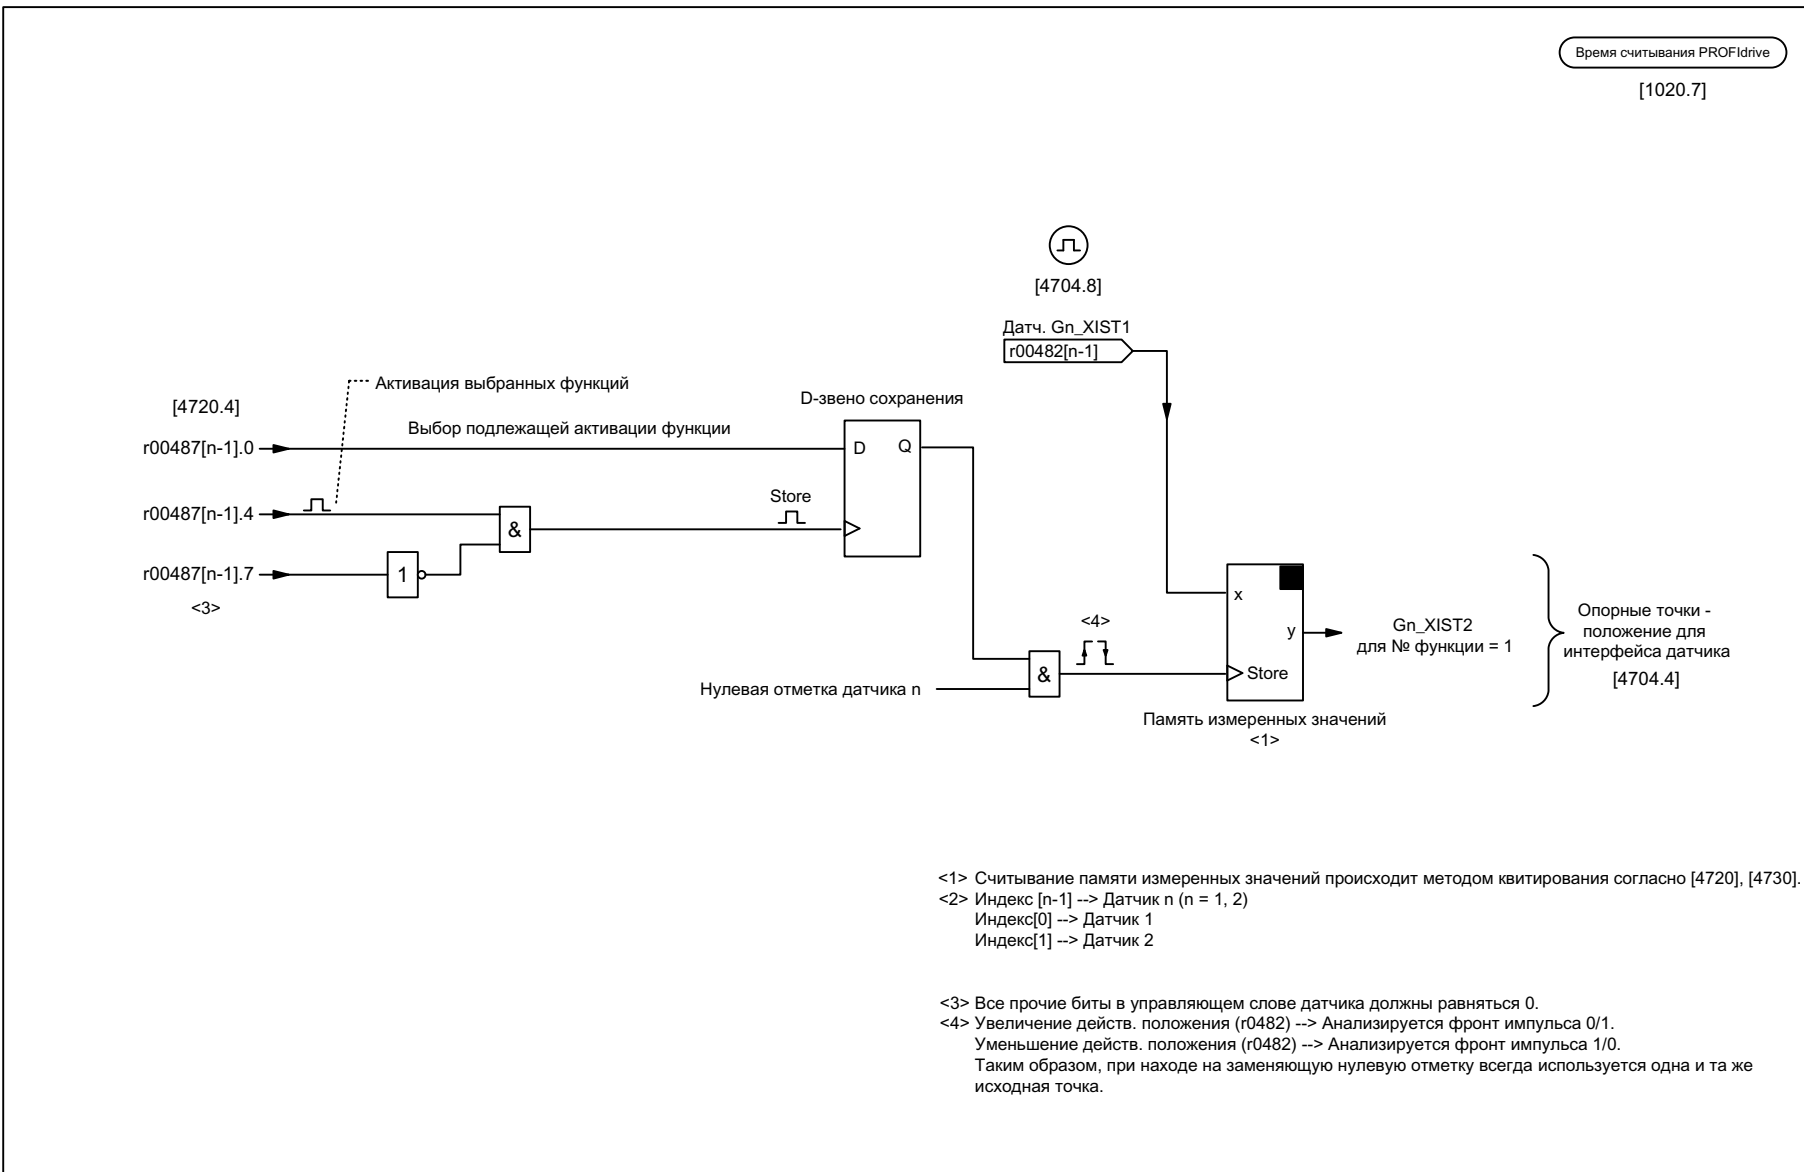 Время считывания PROFIdrive
[1020.7]
[4704.8]
Датч. Gn_XIST1
r00482[n-1]
Активация выбранных функций
D-звено сохранения
[4720.4]
Выбор подлежащей активации функции
r00487[n-1].0
D
Q
Store
r00487[n-1].4
&
r00487[n-1].7
1
<3>
x
<4>
y
Gn_XIST2
для № функции = 1
Опорные точки -
положение для
интерфейса датчика
[4704.4]
&
Store
Нулевая отметка датчика n
Память измеренных значений
<1>
<1> Считывание памяти измеренных значений происходит методом квитирования согласно [4720], [4730].
<2> Индекс [n-1] --> Датчик n (n = 1, 2)
Индекс[0] --> Датчик 1
Индекс[1] --> Датчик 2
<3> Все прочие биты в управляющем слове датчика должны равняться 0.
<4> Увеличение действ. положения (r0482) --> Анализируется фронт импульса 0/1.
Уменьшение действ. положения (r0482) --> Анализируется фронт импульса 1/0.
Таким образом, при находе на заменяющую нулевую отметку всегда используется одна и та же
исходная точка.